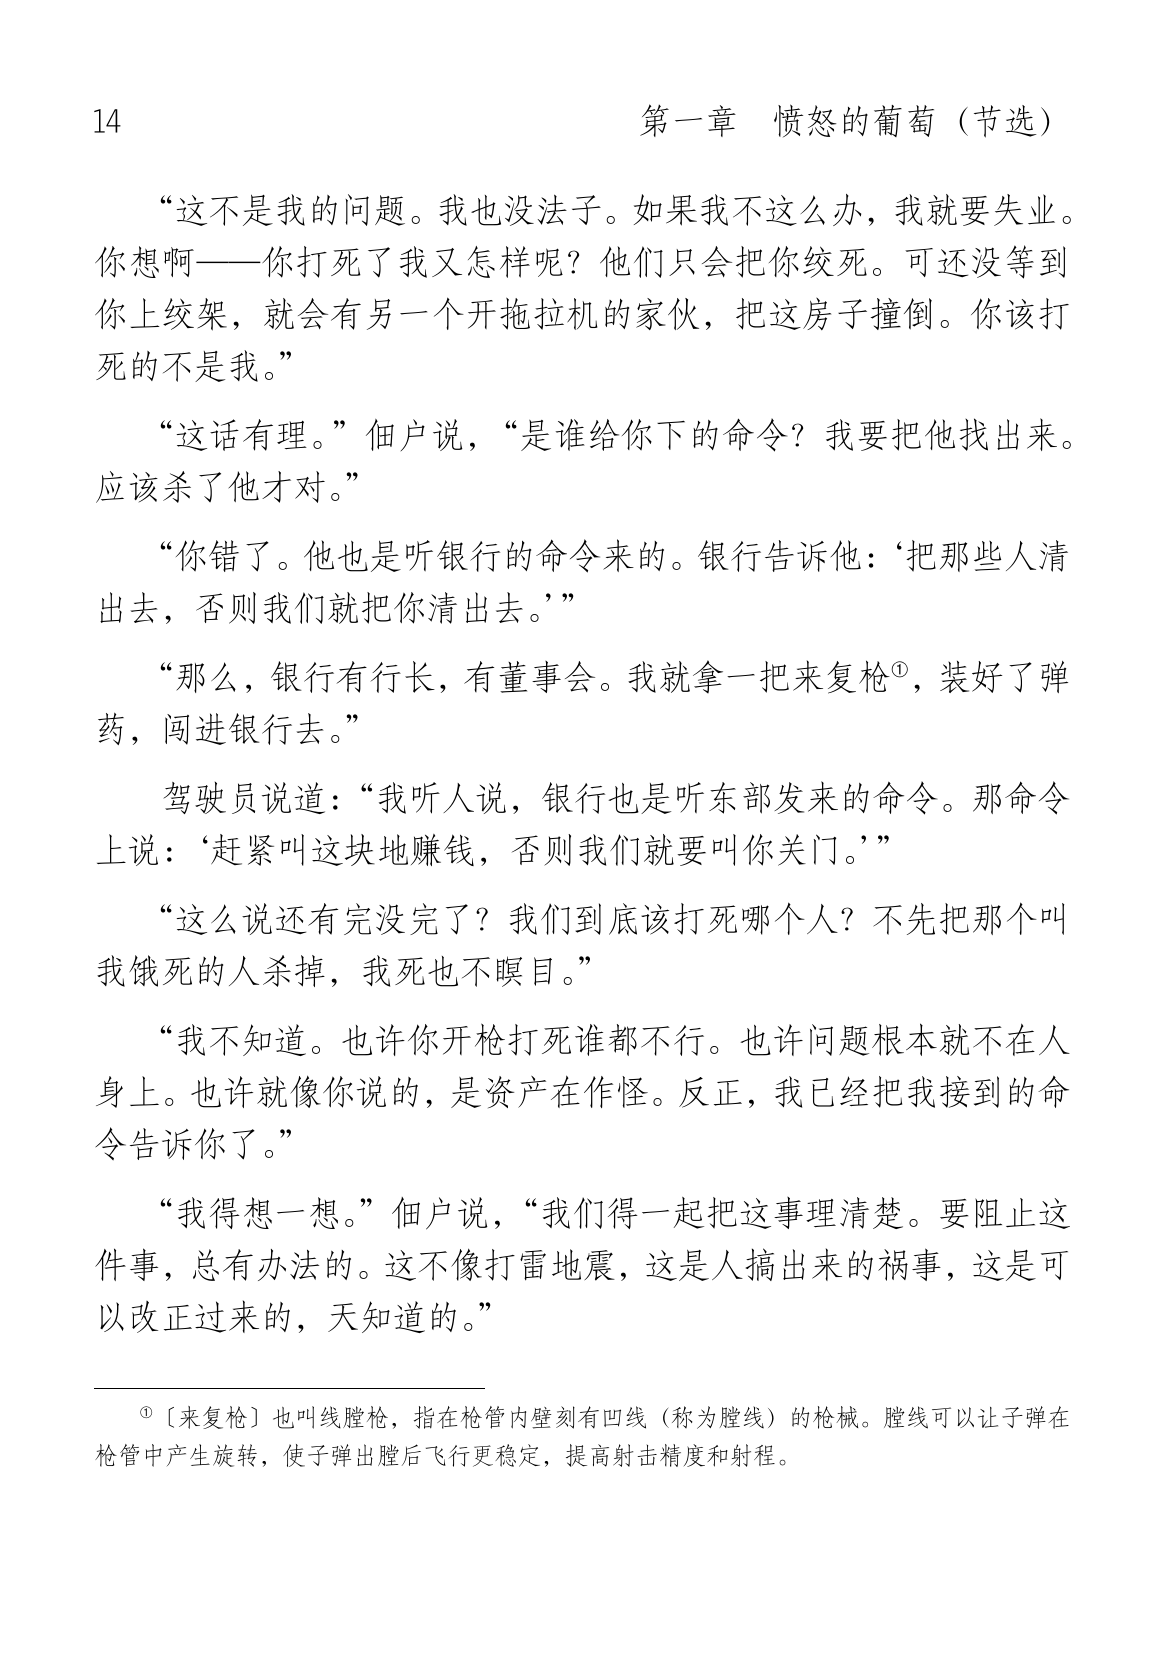 14 第一章 愤怒的葡萄（节选）
“这不是我的问题。我也没法子。如果我不这么办，我就要失业。
你想啊——你打死了我又怎样呢？他们只会把你绞死。可还没等到
你上绞架，就会有另一个开拖拉机的家伙，把这房子撞倒。你该打
死的不是我。”
“这话有理。”佃户说，“是谁给你下的命令？我要把他找出来。
应该杀了他才对。”
“你错了。他也是听银行的命令来的。银行告诉他：‘把那些人清
出去，否则我们就把你清出去。’”
“那么，银行有行长，有董事会。我就拿一把来复枪①，装好了弹
药，闯进银行去。”
驾驶员说道：“我听人说，银行也是听东部发来的命令。那命令
上说：‘赶紧叫这块地赚钱，否则我们就要叫你关门。’”
“这么说还有完没完了？我们到底该打死哪个人？不先把那个叫
我饿死的人杀掉，我死也不瞑目。”
“我不知道。也许你开枪打死谁都不行。也许问题根本就不在人
身上。也许就像你说的，是资产在作怪。反正，我已经把我接到的命
令告诉你了。”
“我得想一想。”佃户说，“我们得一起把这事理清楚。要阻止这
件事，总有办法的。这不像打雷地震，这是人搞出来的祸事，这是可
以改正过来的，天知道的。”
①〔来复枪〕也叫线膛枪，指在枪管内壁刻有凹线（称为膛线）的枪械。膛线可以让子弹在
枪管中产生旋转，使子弹出膛后飞行更稳定，提高射击精度和射程。